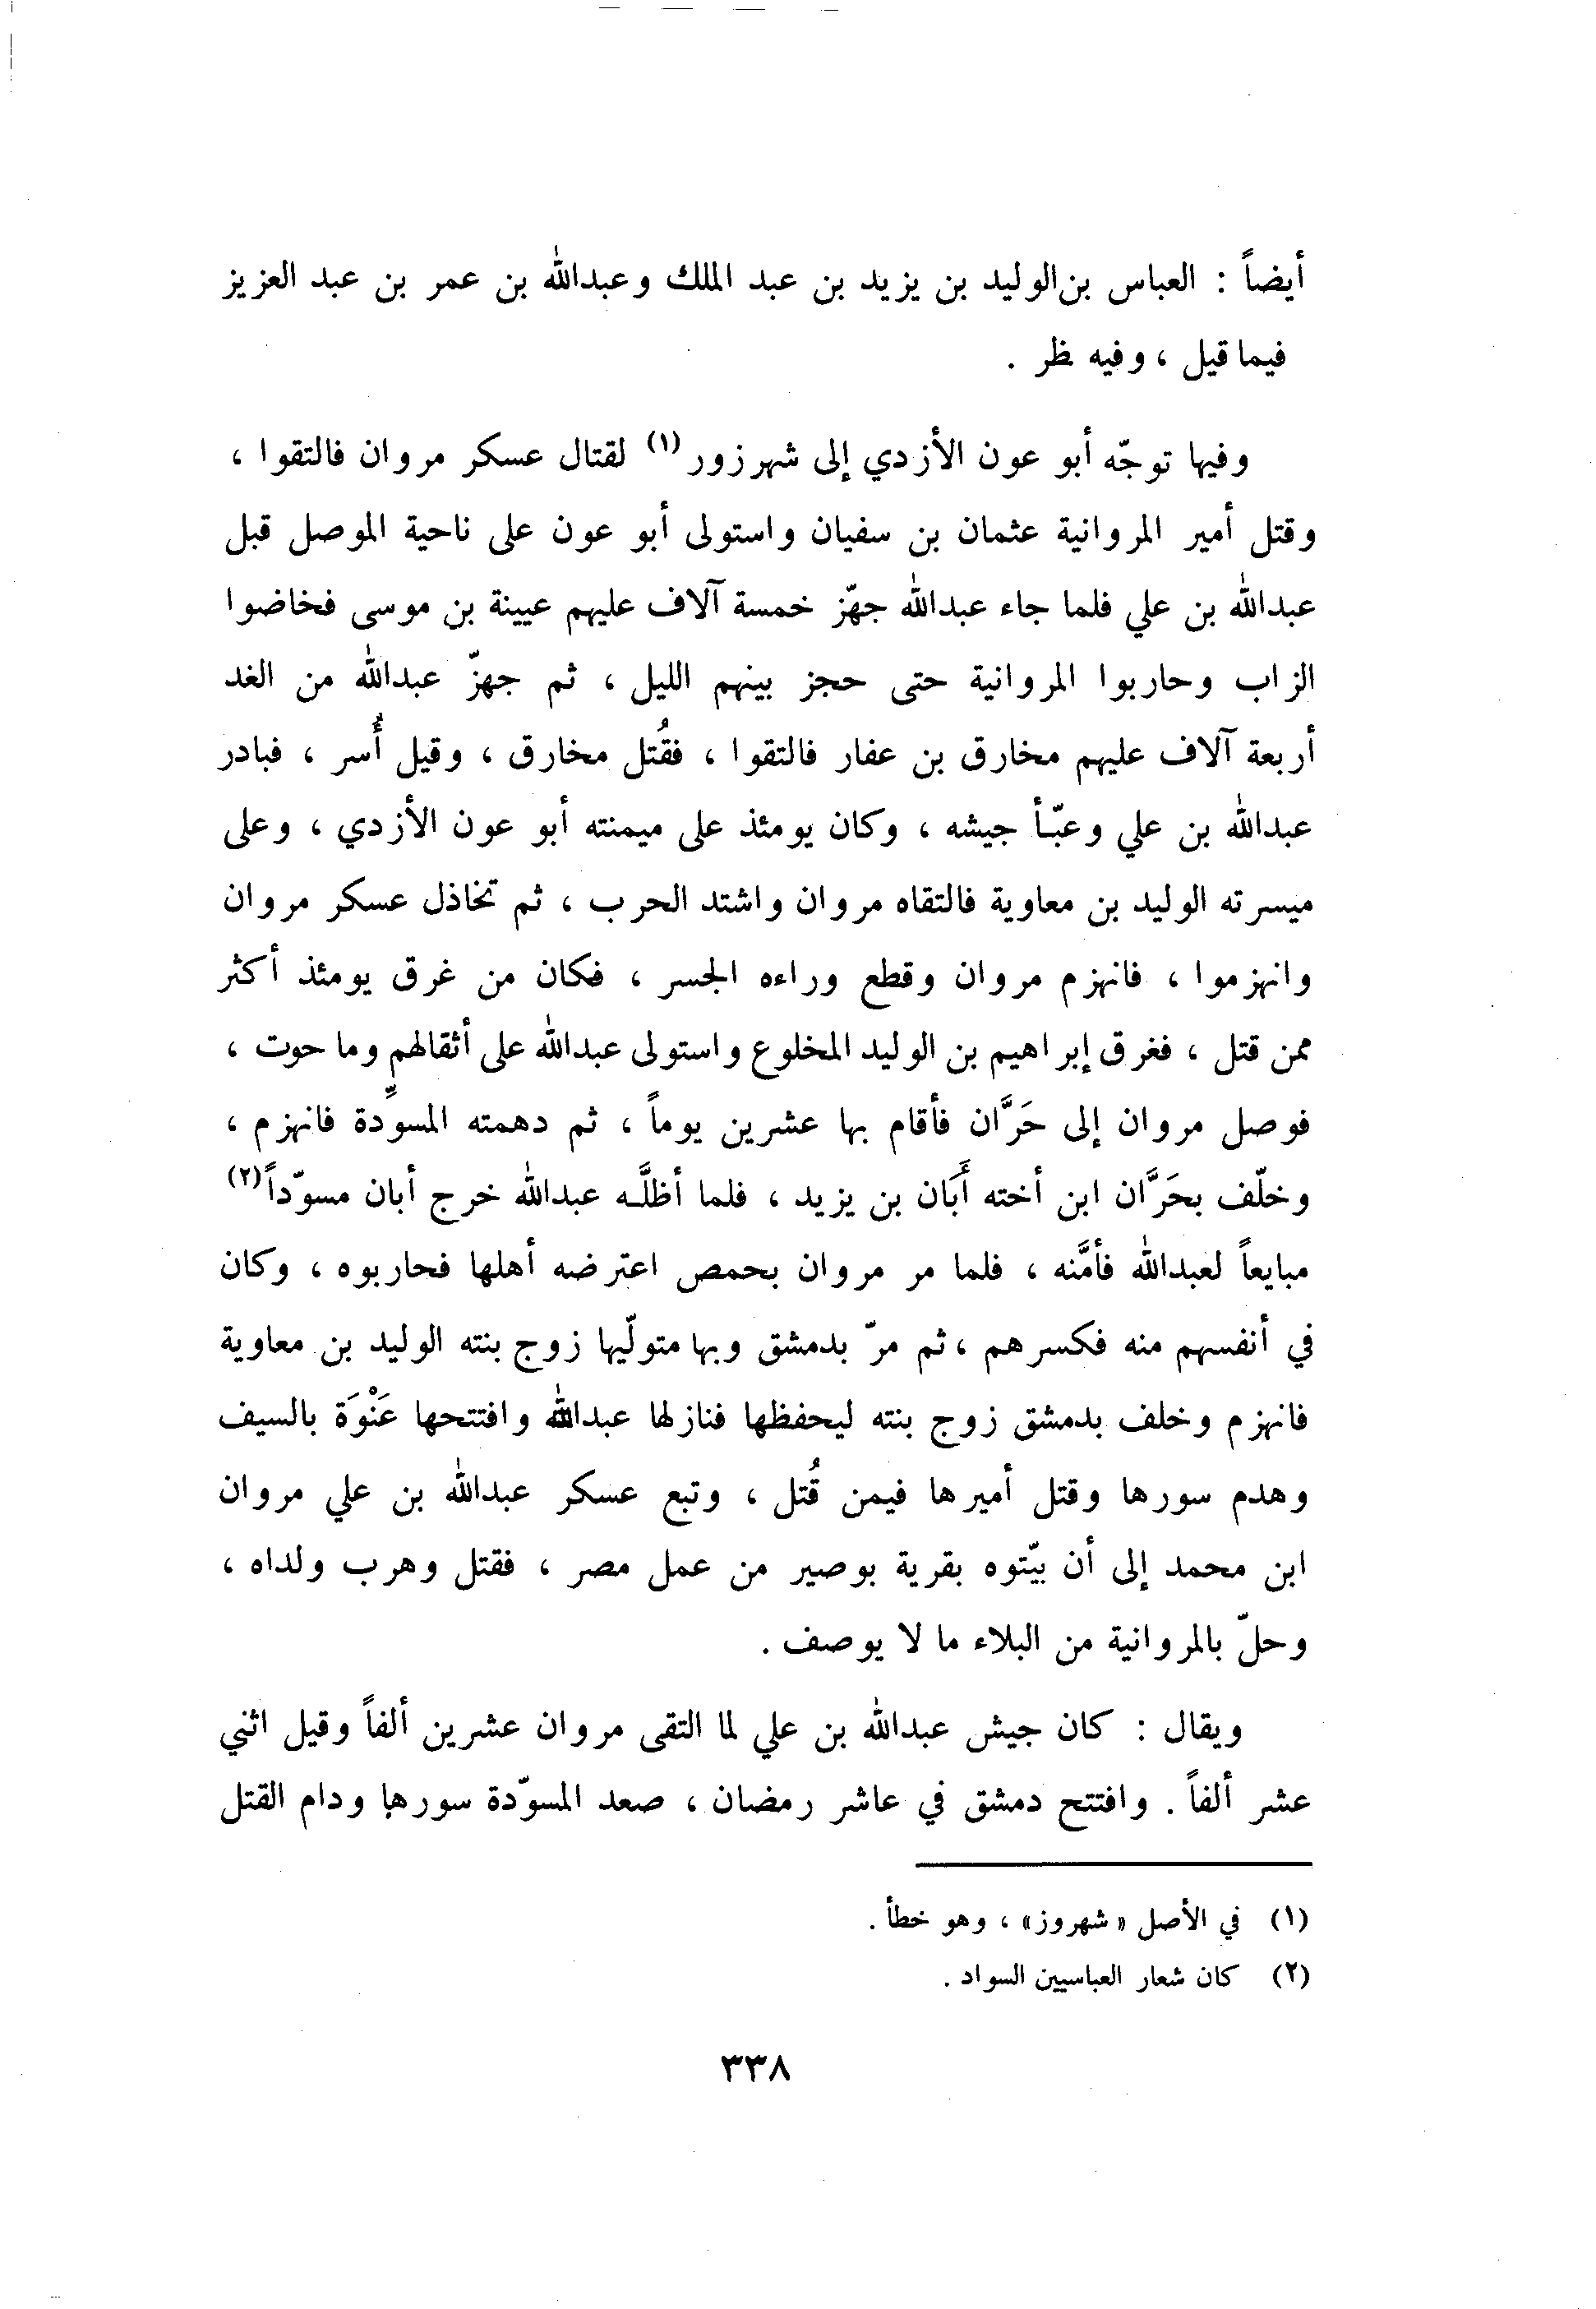 أيضاً : العباس بن الوليد بن يزيد بن عبد الملك وعبدالله بن عمر بن عبد العزيز
فيما قيل ، وفيه ظر .
وفيها توجّه أبو عون الأزدي إلى شهرزور (١) لقتال عسكر مروان فالتقوا ،
وقتل أمير المروانية عثمان بن سفيان واستولى أبو عون على ناحية الموصل قبل
عبدالله بن علي فلما جاء عبدالله جهّز خمسة آلاف عليهم عيينة بن موسى فخاضوا
الزاب وحاربوا المروانية حتى حجز بينهم الليل ، ثم جهزّ عبدالله من الغد
أربعة آلاف عليهم مخارق بن عفار فالتقوا ، فقُتل مخارق ، وقيل أُسر ، فبادر
عبدالله بن علي وعبّأ جيشه ، وكان يومئذ على ميمنته أبو عون الأزدي ، وعلى
ميسرته الوليد بن معاوية فالتقاه مروان واشتد الحرب ، ثم تخاذل عسكر مروان
وانهزموا ، فانهزم مروان وقطع وراءه الجسر ، فكان من غرق يومئذ أكثر
ممن قتل ، فغرق إبراهيم بن الوليد المخلوع واستولى عبدالله على أثقالهم وما حوت ،
فوصل مروان إلى حَرَّان فأقام بها عشرين يوماً ، ثم دهمته المسوِّدة فانهزم ،
وخلّف بحَرَّان ابن أخته أَبَان بن يزيد ، فلما أظلَّه عبدالله خرج أبان مسوّداً (٢)
مبايعاً لعبدالله فأمَّنه ، فلما مر مروان بحمص اعترضه أهلها فحاربوه ، وكان
في أنفسهم منه فكسرهم ، ثم مرّ بدمشق وبها متولّيها زوج بنته الوليد بن معاوية
فانهزم وخلف بدمشق زوج بنته ليحفظها فنازلها عبدالله وافتتحها عَنْوَة بالسيف
وهدم سورها وقتل أميرها فيمن قُتل ، وتبع عسكر عبدالله بن علي مروان
ابن محمد إلى أن بيّتوه بقرية بوصير من عمل مصر ، فقتل وهرب ولداه ،
وحلّ بالمروانية من البلاء ما لا يوصف .
ويقال : كان جيش عبدالله بن علي لما التقى مروان عشرين ألفاً وقيل اثني
عشر ألفاً . وافتتح دمشق في عاشر رمضان ، صعد المسوّدة سورها ودام القتل
(١) في الأصل « شهروز» ، وهو خطأ .
(٢) كان شعار العباسيين السواد .
٣٣٨